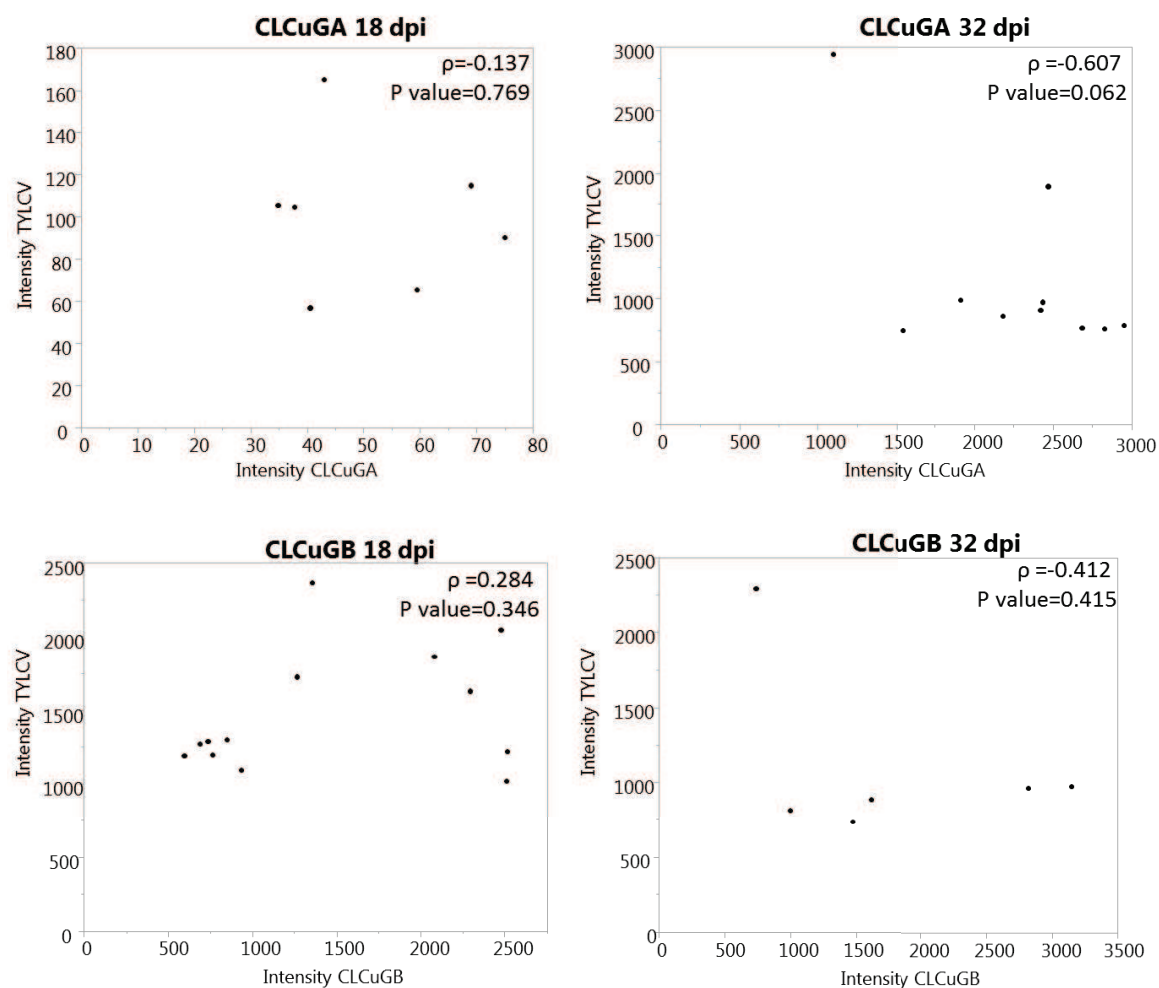 CLCuGA 18 dpi
ρ=-0.137
P value=0.769
180
160
140
120
100
80
60
40
20
0
Intensity TYLCV
0 10 20 30 40 50 60 70 80
Intensity CLCuGA
CLCuGA 32 dpi
ρ =-0.607
P value=0.062
3000
2500
2000
1500
1000
500
0
Intensity TYLCV
0 500 1000 1500 2000 2500 3000
Intensity CLCuGA
CLCuGB 18 dpi
ρ =0.284
P value=0.346
2500
2000
1500
1000
500
0
Intensity TYLCV
0 500 1000 1500 2000 2500
Intensity CLCuGB
CLCuGB 32 dpi
ρ =-0.412
P value=0.415
2500
2000
1500
1000
500
0
Intensity TYLCV
0 500 1000 1500 2000 2500 3000 3500
Intensity CLCuGB